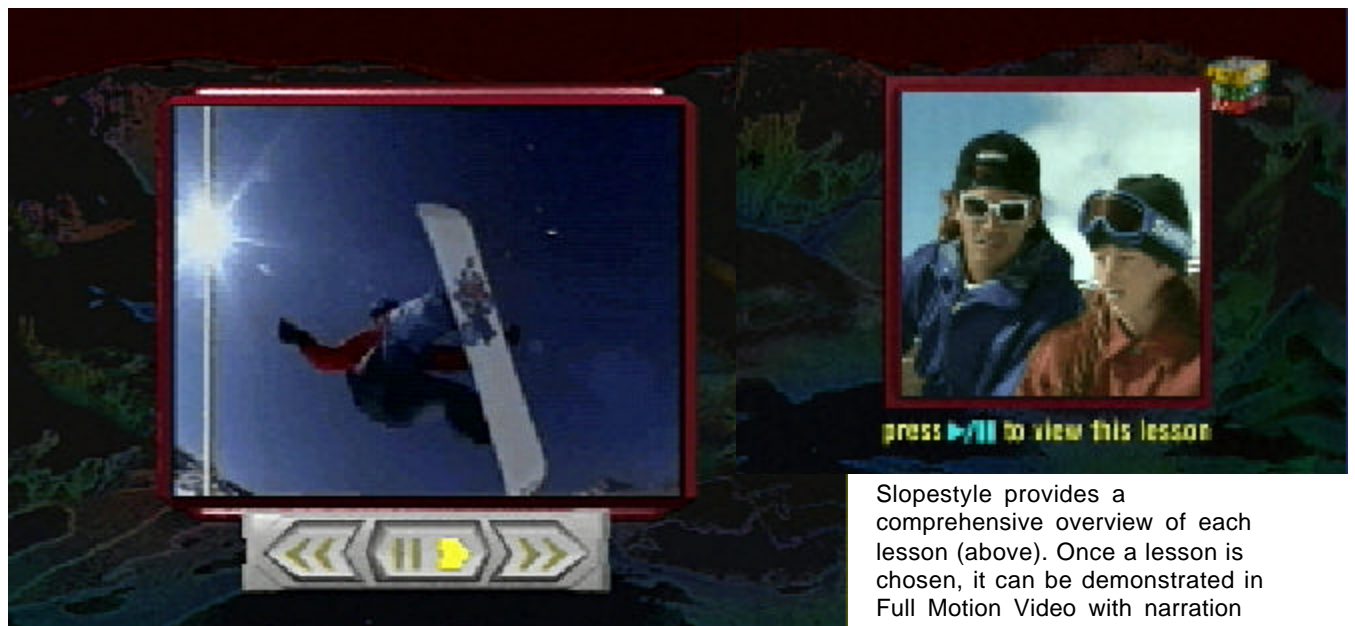 press ►/▮▮ to view this lesson
Slopestyle provides a
comprehensive overview of each
lesson (above). Once a lesson is
chosen, it can be demonstrated in
Full Motion Video with narration